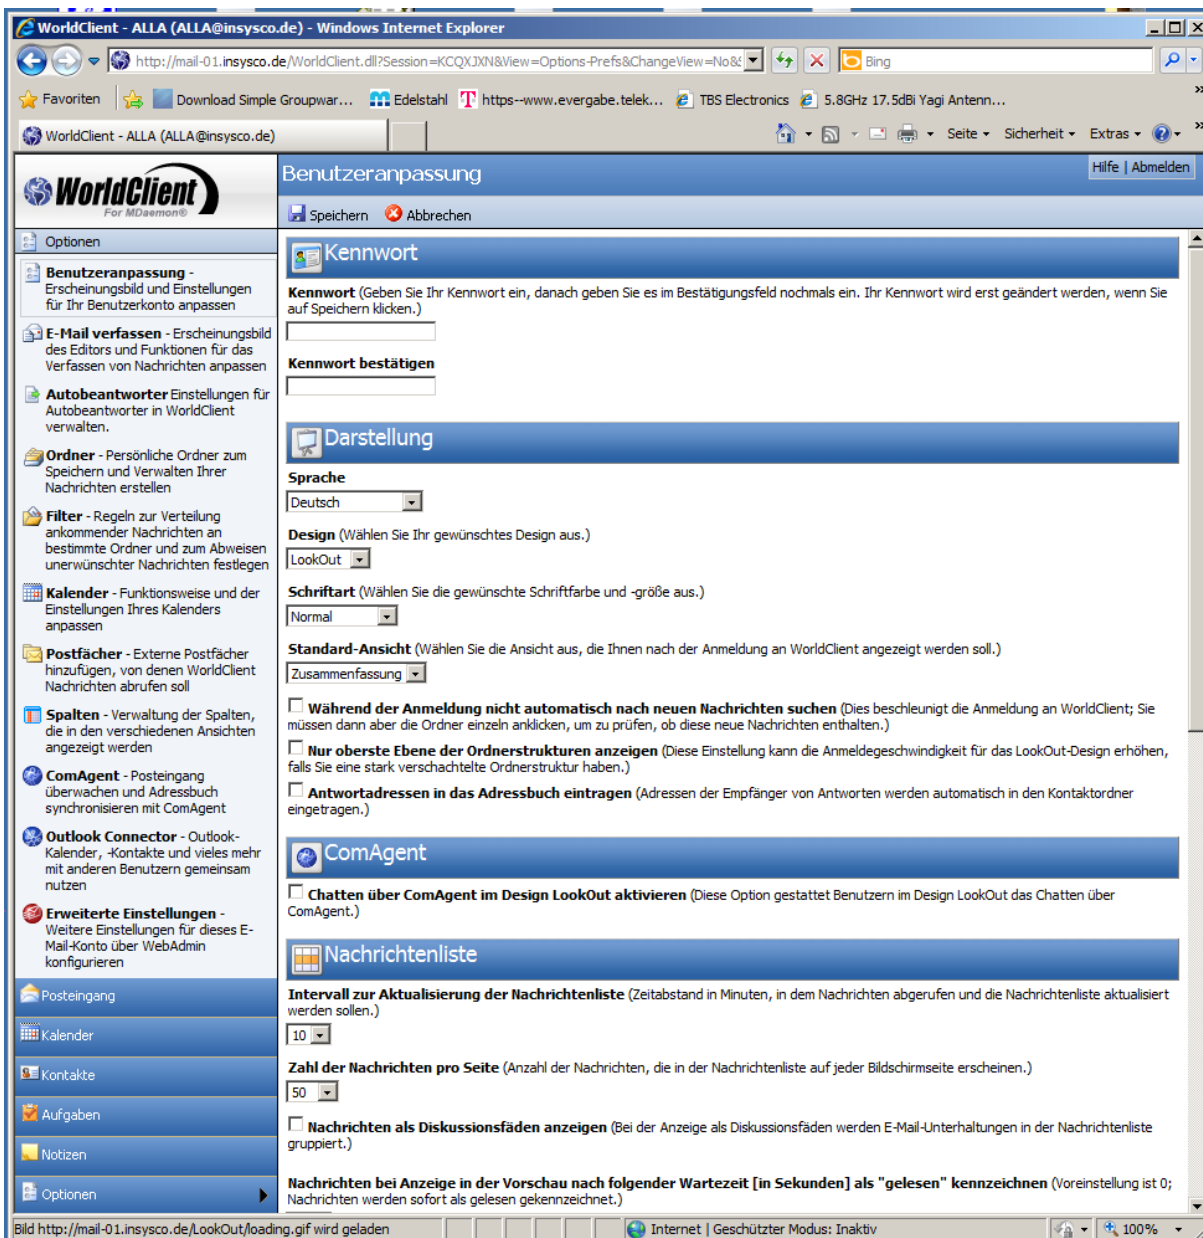 WorldClient - ALLA (ALLA@insysco.de) - Windows Internet Explorer
http://mail-01.insysco.de/WorldClient.dll?Session=KCQXJXN&View=Options-Prefs&ChangeView=No&
Bing
Favoriten
Download Simple Groupwar...
Edelstahl
https--www.evergabe.telek...
TBS Electronics
5.8GHz 17.5dBi Yagi Antenn...
WorldClient - ALLA (ALLA@insysco.de)
Seite
Sicherheit
Extras
WorldClient
For MDaemon®
Benutzeranpassung
Hilfe | Abmelden
Speichern
Abbrechen
Optionen
Benutzeranpassung -
Erscheinungsbild und Einstellungen
für Ihr Benutzerkonto anpassen
E-Mail verfassen - Erscheinungsbild
des Editors und Funktionen für das
Verfassen von Nachrichten anpassen
Autobeantworter Einstellungen für
Autobeantworter in WorldClient
verwalten.
Ordner - Persönliche Ordner zum
Speichern und Verwalten Ihrer
Nachrichten erstellen
Filter - Regeln zur Verteilung
ankommender Nachrichten an
bestimmte Ordner und zum Abweisen
unerwünschter Nachrichten festlegen
Kalender - Funktionsweise und der
Einstellungen Ihres Kalenders
anpassen
Postfächer - Externe Postfächer
hinzufügen, von denen WorldClient
Nachrichten abrufen soll
Spalten - Verwaltung der Spalten,
die in den verschiedenen Ansichten
angezeigt werden
ComAgent - Posteingang
überwachen und Adressbuch
synchronisieren mit ComAgent
Outlook Connector - Outlook-
Kalender, -Kontakte und vieles mehr
mit anderen Benutzern gemeinsam
nutzen
Erweiterte Einstellungen -
Weitere Einstellungen für dieses E-
Mail-Konto über WebAdmin
konfigurieren
Posteingang
Kalender
Kontakte
Aufgaben
Notizen
Optionen
Kennwort
Kennwort (Geben Sie Ihr Kennwort ein, danach geben Sie es im Bestätigungsfeld nochmals ein. Ihr Kennwort wird erst geändert werden, wenn Sie
auf Speichern klicken.)
Kennwort bestätigen
Darstellung
Sprache
Deutsch
Design (Wählen Sie Ihr gewünschtes Design aus.)
LookOut
Schriftart (Wählen Sie die gewünschte Schriftfarbe und -größe aus.)
Normal
Standard-Ansicht (Wählen Sie die Ansicht aus, die Ihnen nach der Anmeldung an WorldClient angezeigt werden soll.)
Zusammenfassung
Während der Anmeldung nicht automatisch nach neuen Nachrichten suchen (Dies beschleunigt die Anmeldung an WorldClient; Sie
müssen dann aber die Ordner einzeln anklicken, um zu prüfen, ob diese neue Nachrichten enthalten.)
Nur oberste Ebene der Ordnerstrukturen anzeigen (Diese Einstellung kann die Anmeldegeschwindigkeit für das LookOut-Design erhöhen,
falls Sie eine stark verschachtelte Ordnerstruktur haben.)
Antwortadressen in das Adressbuch eintragen (Adressen der Empfänger von Antworten werden automatisch in den Kontaktordner
eingetragen.)
ComAgent
Chatten über ComAgent im Design LookOut aktivieren (Diese Option gestattet Benutzern im Design LookOut das Chatten über
ComAgent.)
Nachrichtenliste
Intervall zur Aktualisierung der Nachrichtenliste (Zeitabstand in Minuten, in dem Nachrichten abgerufen und die Nachrichtenliste aktualisiert
werden sollen.)
10
Zahl der Nachrichten pro Seite (Anzahl der Nachrichten, die in der Nachrichtenliste auf jeder Bildschirmseite erscheinen.)
50
Nachrichten als Diskussionsfäden anzeigen (Bei der Anzeige als Diskussionsfäden werden E-Mail-Unterhaltungen in der Nachrichtenliste
gruppiert.)
Nachrichten bei Anzeige in der Vorschau nach folgender Wartezeit [in Sekunden] als "gelesen" kennzeichnen (Voreinstellung ist 0;
Nachrichten werden sofort als gelesen gekennzeichnet.)
Bild http://mail-01.insysco.de/LookOut/loading.gif wird geladen
Internet | Geschützter Modus: Inaktiv
100%